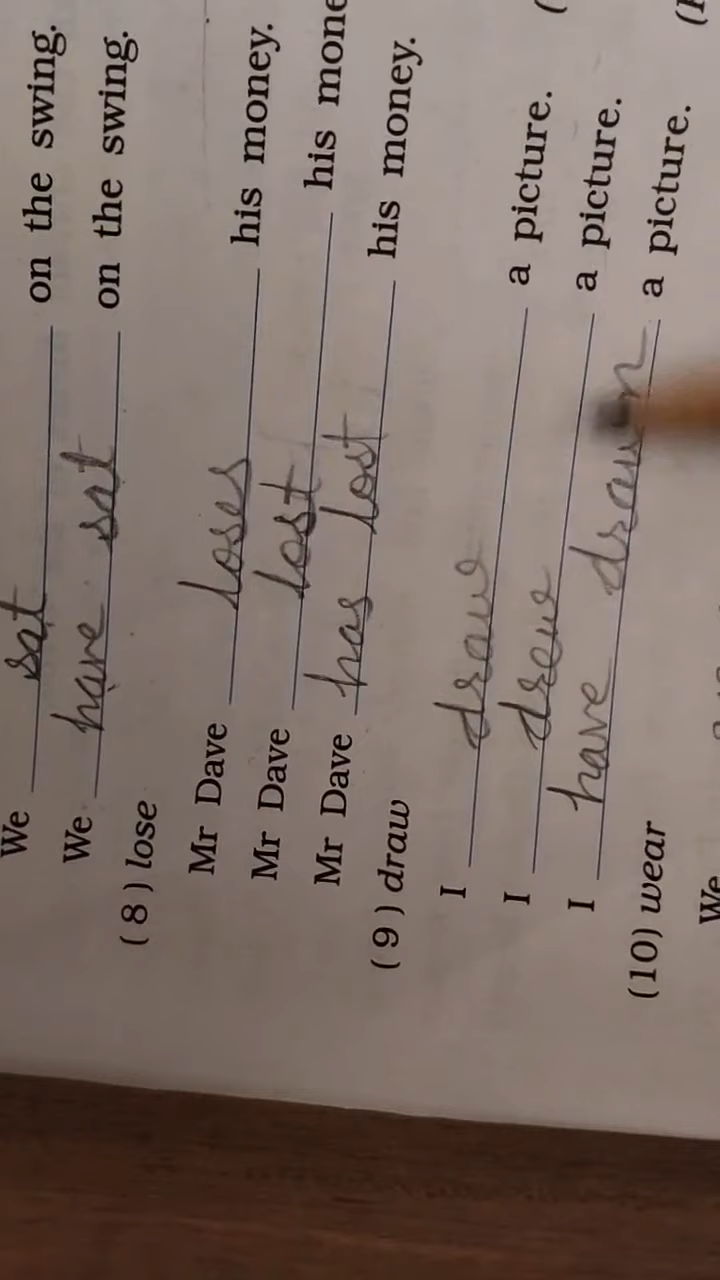 We sat on the swing.
We have sat on the swing.
( 8 ) lose
Mr Dave loses his money.
Mr Dave lost his mone
Mr Dave has lost his money.
( 9 ) draw
I draw a picture. (
I drew a picture.
I have drawn a picture. (
(10) wear
We